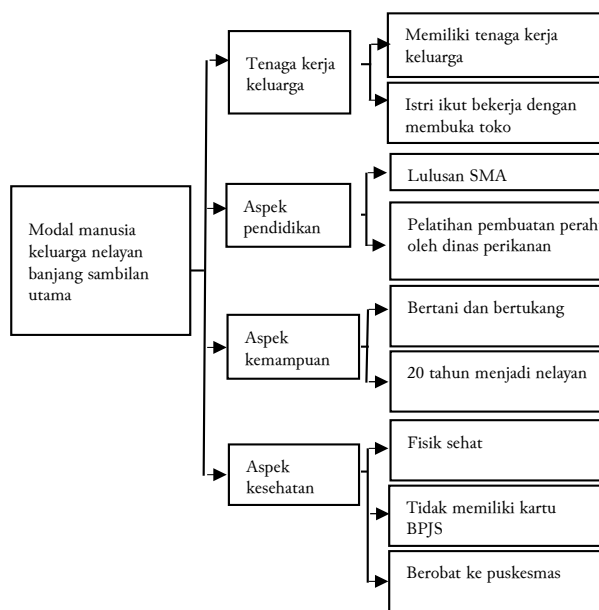 Modal manusia
keluarga nelayan
banjang sambilan
utama
Tenaga kerja
keluarga
Memiliki tenaga kerja
keluarga
Istri ikut bekerja dengan
membuka toko
Aspek
pendidikan
Lulusan SMA
Pelatihan pembuatan perah
oleh dinas perikanan
Aspek
kemampuan
Bertani dan bertukang
20 tahun menjadi nelayan
Aspek
kesehatan
Fisik sehat
Tidak memiliki kartu
BPJS
Berobat ke puskesmas